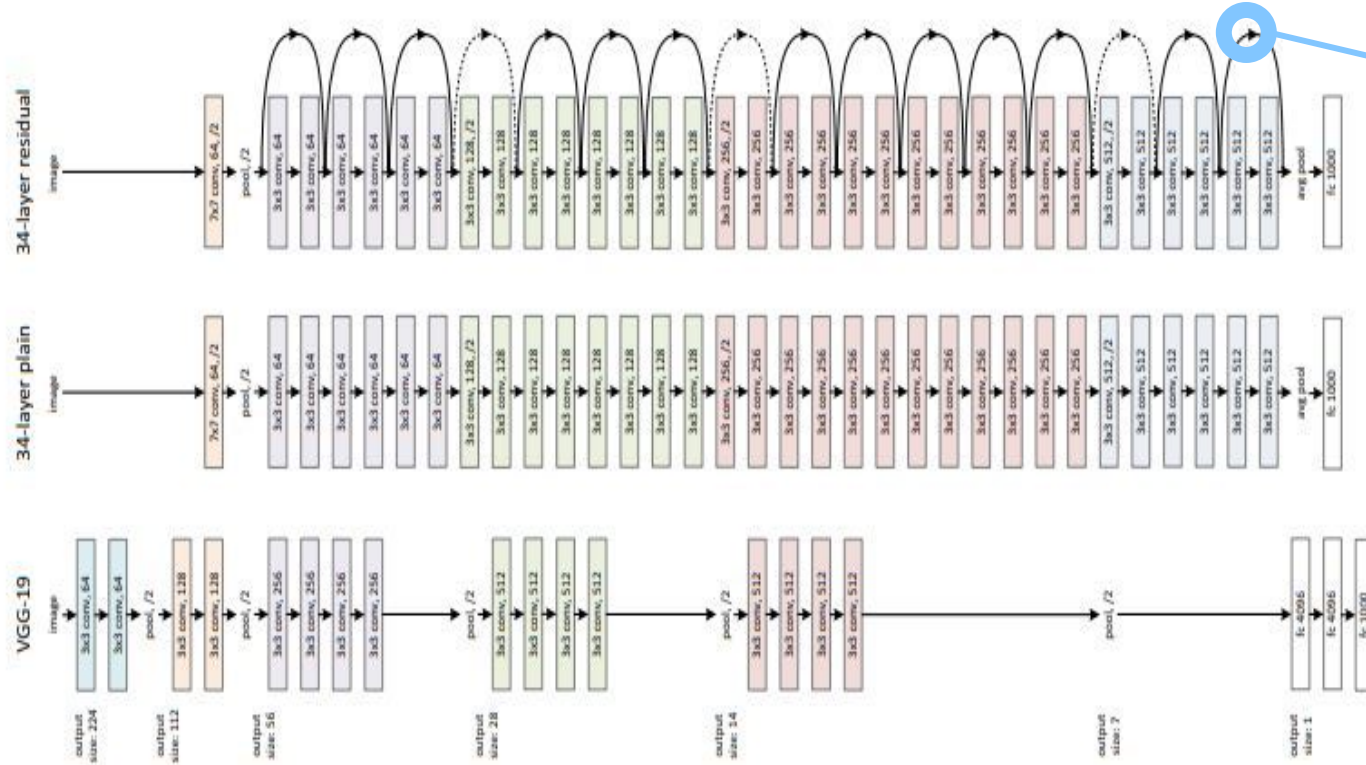 VGG-19
34-layer plain
34-layer residual
output
size: 224
output
size: 112
output
size: 56
output
size: 28
output
size: 14
output
size: 7
output
size: 1
image
3x3 conv, 64
3x3 conv, 64
pool, /2
3x3 conv, 128
3x3 conv, 128
pool, /2
3x3 conv, 256
3x3 conv, 256
3x3 conv, 256
3x3 conv, 256
pool, /2
3x3 conv, 512
3x3 conv, 512
3x3 conv, 512
3x3 conv, 512
pool, /2
3x3 conv, 512
3x3 conv, 512
3x3 conv, 512
3x3 conv, 512
pool, /2
fc 4096
fc 4096
fc 1000
image
7x7 conv, 64, /2
pool, /2
3x3 conv, 64
3x3 conv, 64
3x3 conv, 64
3x3 conv, 64
3x3 conv, 64
3x3 conv, 64
3x3 conv, 128, /2
3x3 conv, 128
3x3 conv, 128
3x3 conv, 128
3x3 conv, 128
3x3 conv, 128
3x3 conv, 128
3x3 conv, 128
3x3 conv, 256, /2
3x3 conv, 256
3x3 conv, 256
3x3 conv, 256
3x3 conv, 256
3x3 conv, 256
3x3 conv, 256
3x3 conv, 256
3x3 conv, 256
3x3 conv, 256
3x3 conv, 256
3x3 conv, 256
3x3 conv, 512, /2
3x3 conv, 512
3x3 conv, 512
3x3 conv, 512
3x3 conv, 512
3x3 conv, 512
avg pool
fc 1000
image
7x7 conv, 64, /2
pool, /2
3x3 conv, 64
3x3 conv, 64
3x3 conv, 64
3x3 conv, 64
3x3 conv, 64
3x3 conv, 64
3x3 conv, 128, /2
3x3 conv, 128
3x3 conv, 128
3x3 conv, 128
3x3 conv, 128
3x3 conv, 128
3x3 conv, 128
3x3 conv, 128
3x3 conv, 256, /2
3x3 conv, 256
3x3 conv, 256
3x3 conv, 256
3x3 conv, 256
3x3 conv, 256
3x3 conv, 256
3x3 conv, 256
3x3 conv, 256
3x3 conv, 256
3x3 conv, 256
3x3 conv, 256
3x3 conv, 512, /2
3x3 conv, 512
3x3 conv, 512
3x3 conv, 512
3x3 conv, 512
3x3 conv, 512
avg pool
fc 1000